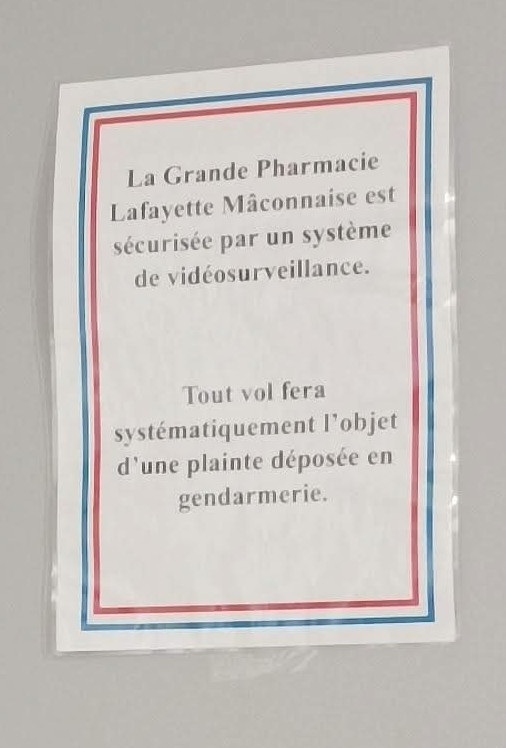 La Grande Pharmacie
Lafayette Mâconnaise est
sécurisée par un système
de vidéosurveillance.
Tout vol fera
systématiquement l'objet
d'une plainte déposée en
gendarmerie.